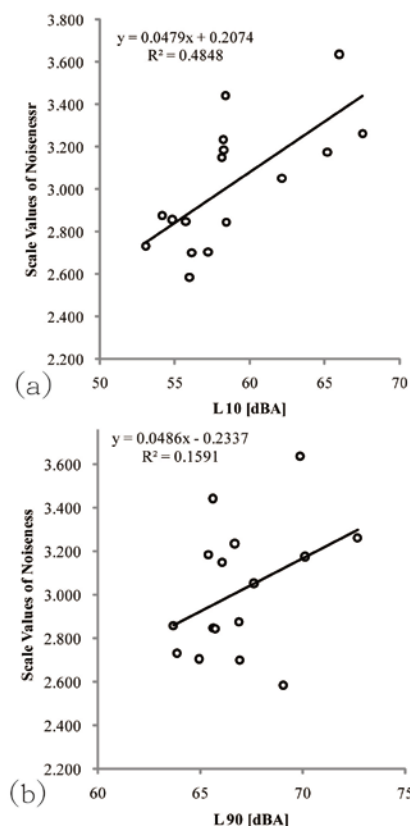 y = 0.0479x + 0.2074
R² = 0.4848
3.800
3.600
3.400
3.200
3.000
2.800
2.600
2.400
2.200
Scale Values of Noisenessr
(a)
50 55 60 65 70
L 10 [dBA]
y = 0.0486x - 0.2337
R² = 0.1591
3.600
3.400
3.200
3.000
2.800
2.600
2.400
2.200
Scale Values of Noiseness
(b)
60 65 70 75
L 90 [dBA]